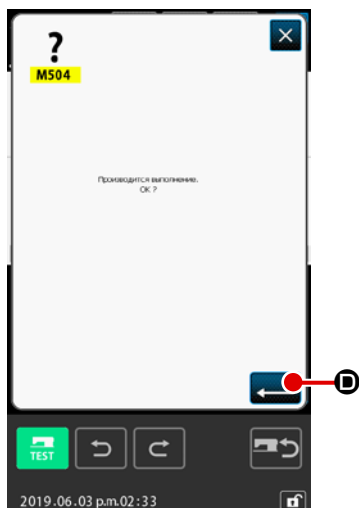 ?
M504
Производится выполнение.
OK ?
D
TEST
2019.06.03 p.m.02:33